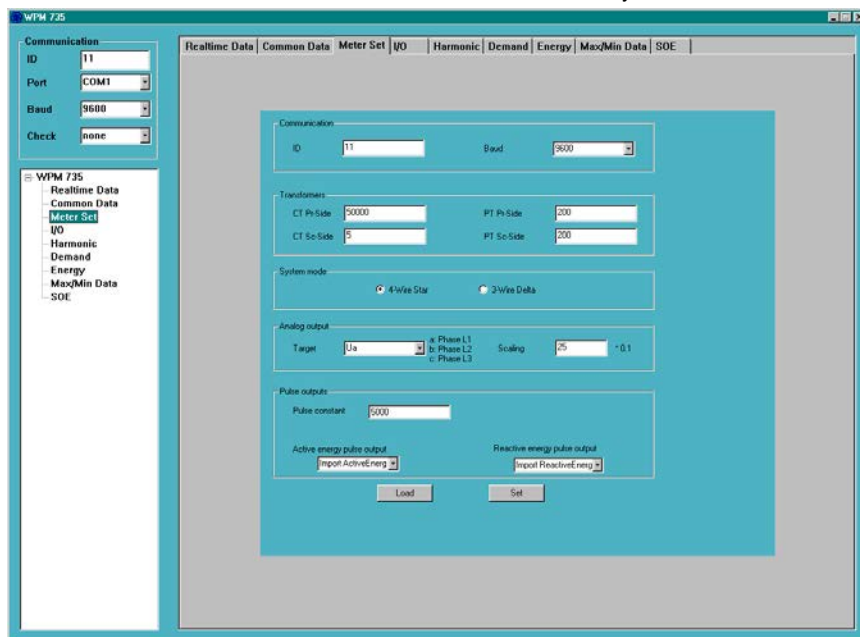 WPM 735
Communication
ID 11
Port COM1
Baud 9600
Check none
WPM 735
Realtime Data
Common Data
Meter Set
I/O
Harmonic
Demand
Energy
Max/Min Data
SOE
Realtime Data Common Data Meter Set I/O Harmonic Demand Energy Max/Min Data SOE
Communication
ID 11 Baud 9600
Transformers
CT Pr-Side 50000 PT Pr-Side 200
CT Se-Side 5 PT Se-Side 200
System mode
4-Wire Star 3-Wire Delta
Analog output
a: Phase L1
Target Ua b: Phase L2 Scaling 25 * 0.1
c: Phase L3
Pulse outputs
Pulse constant 5000
Active energy pulse output Reactive energy pulse output
Import ActiveEnerg Import ReactiveEnerg
Load Set